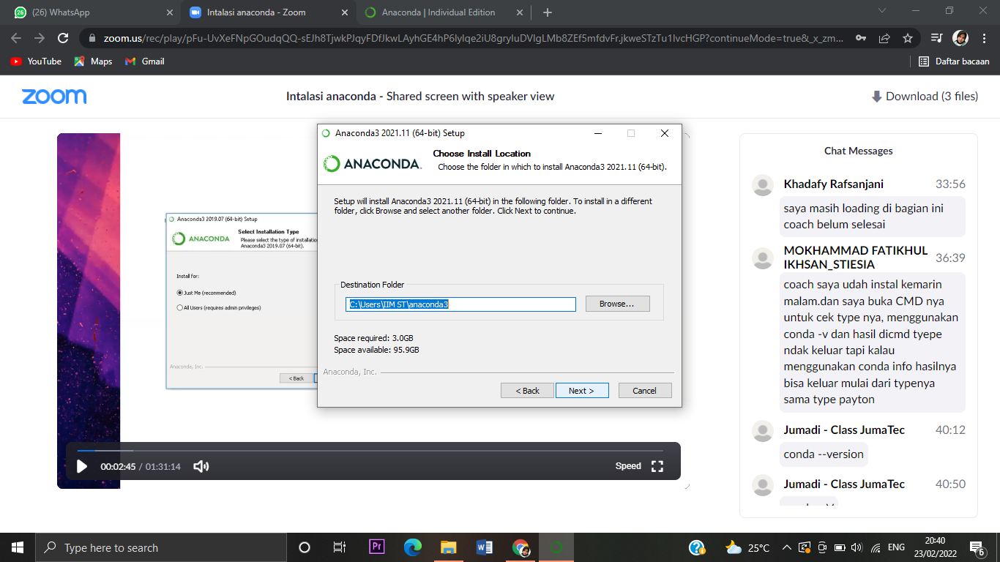 (26) WhatsApp
Intalasi anaconda - Zoom
Anaconda | Individual Edition
zoom.us/rec/play/pFu-UvXeFNpGOudqQQ-sEJh8TjwkPJqyFDfJkwLAyhGE4hP6lyIqe2iU8gryluDVlgLMb8ZEf5mfdvFr.jkweSTzTu1lvcHGP?continueMode=true&_x_zm...
YouTube
Maps
Gmail
Daftar bacaan
zoom
Intalasi anaconda - Shared screen with speaker view
Download (3 files)
Anaconda3 2019.07 (64-bit) Setup
ANACONDA
Select Installation Type
Please select the type of installation
Anaconda3 2019.07 (64-bit).
Install for:
Just Me (recommended)
All Users (requires admin privileges)
Anaconda, Inc.
< Back
Anaconda3 2021.11 (64-bit) Setup
ANACONDA.
Choose Install Location
Choose the folder in which to install Anaconda3 2021.11 (64-bit).
Setup will install Anaconda3 2021.11 (64-bit) in the following folder. To install in a different
folder, click Browse and select another folder. Click Next to continue.
Destination Folder
C:\Users\IIM ST\anaconda3
Browse...
Space required: 3.0GB
Space available: 95.9GB
Anaconda, Inc.
< Back
Next >
Cancel
00:02:45 / 01:31:14
Speed
Chat Messages
Khadafy Rafsanjani 33:56
saya masih loading di bagian ini
coach belum selesai
MOKHAMMAD FATIKHUL
IKHSAN_STIESIA 36:39
coach saya udah instal kemarin
malam.dan saya buka CMD nya
untuk cek type nya, menggunakan
conda -v dan hasil dicmd tyepe
ndak keluar tapi kalau
menggunakan conda info hasilnya
bisa keluar mulai dari typenya
sama type payton
Jumadi - Class JumaTec 40:12
conda --version
Jumadi - Class JumaTec 40:50
Type here to search
Pr
25°C
ENG
20:40
23/02/2022
6